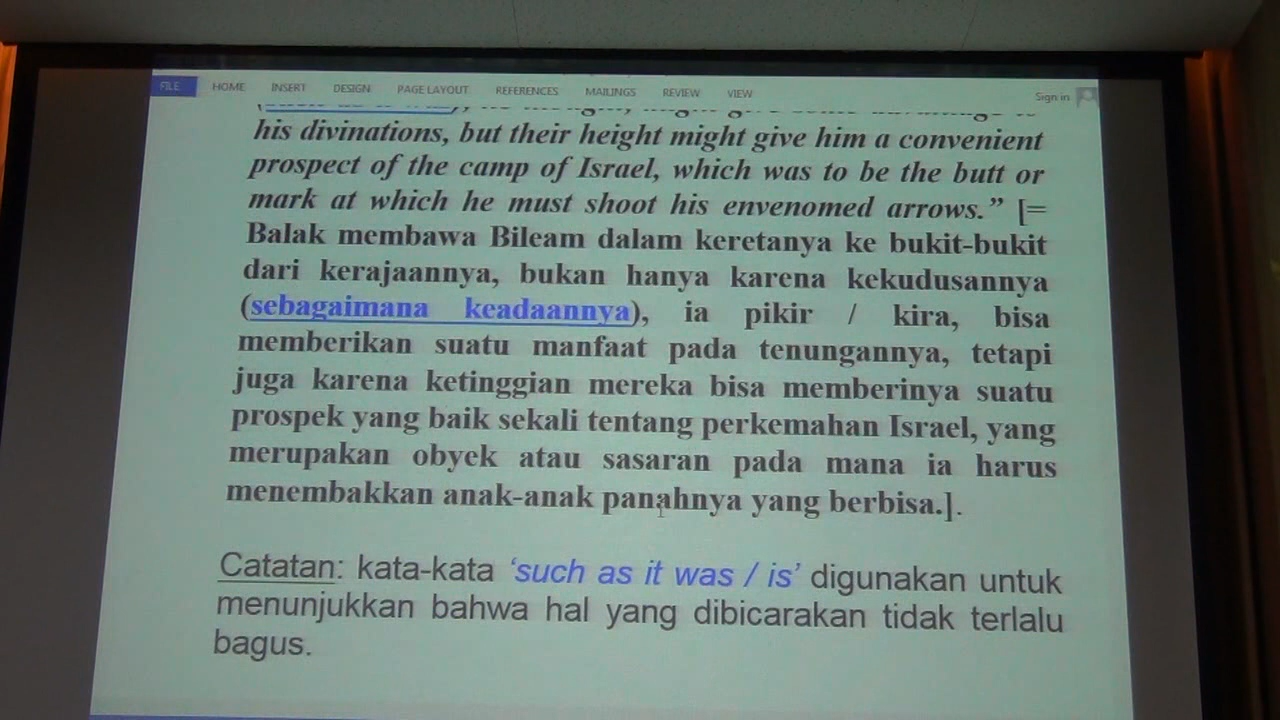 FILE HOME INSERT DESIGN PAGE LAYOUT REFERENCES MAILINGS REVIEW VIEW Sign in
his divinations, but their height might give him a convenient
prospect of the camp of Israel, which was to be the butt or
mark at which he must shoot his envenomed arrows.” [=
Balak membawa Bileam dalam keretanya ke bukit-bukit
dari kerajaannya, bukan hanya karena kekudusannya
(sebagaimana keadaannya), ia pikir / kira, bisa
memberikan suatu manfaat pada tenungannya, tetapi
juga karena ketinggian mereka bisa memberinya suatu
prospek yang baik sekali tentang perkemahan Israel, yang
merupakan obyek atau sasaran pada mana ia harus
menembakkan anak-anak panahnya yang berbisa.].
Catatan: kata-kata ‘such as it was / is’ digunakan untuk
menunjukkan bahwa hal yang dibicarakan tidak terlalu
bagus.